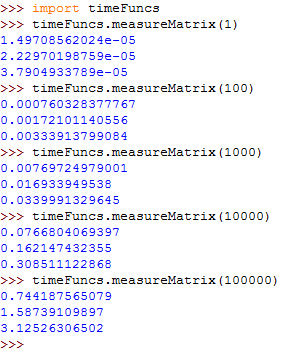 >>> import timeFuncs
>>> timeFuncs.measureMatrix(1)
1.49708562024e-05
2.22970198759e-05
3.7904933789e-05
>>> timeFuncs.measureMatrix(100)
0.000760328377767
0.00172101140556
0.00333913799084
>>> timeFuncs.measureMatrix(1000)
0.00769724979001
0.016933949538
0.0339991329645
>>> timeFuncs.measureMatrix(10000)
0.0766804069397
0.162147432355
0.308511122868
>>> timeFuncs.measureMatrix(100000)
0.744187565079
1.58739109897
3.12526306502
>>>